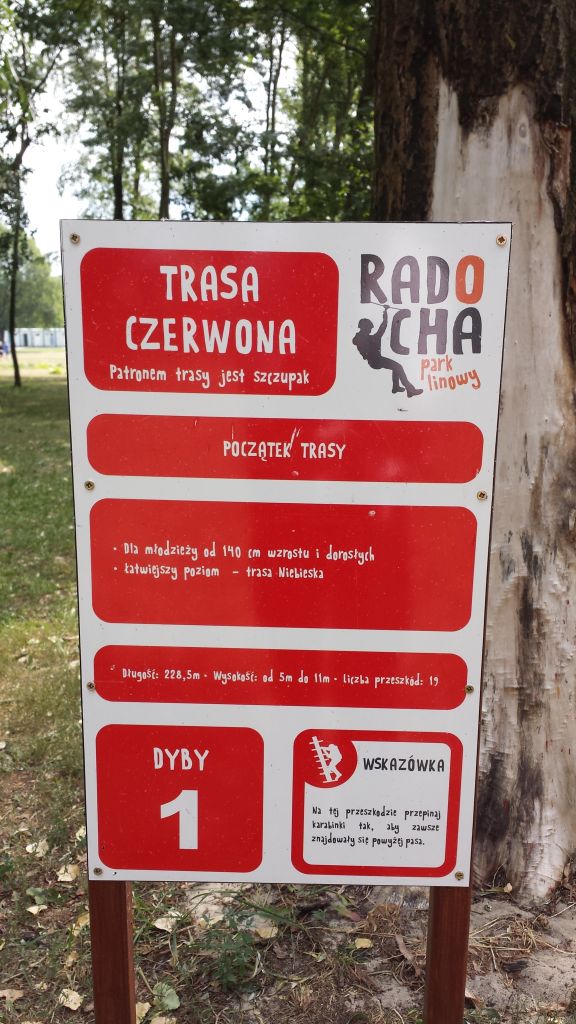 TRASA
CZERWONA
Patronem trasy jest szczupak
RADO
CHA
park
linowy
POCZĄTEK TRASY
• Dla młodzieży od 140 cm wzrostu i dorosłych
• Łatwiejszy poziom - trasa Niebieska
Długość: 228,5m • Wysokość: od 5m do 11m • Liczba przeszkód: 19
DYBY
1
WSKAZÓWKA
Na tej przeszkodzie przepinaj
karabinki tak, aby zawsze
znajdowały się powyżej pasa.